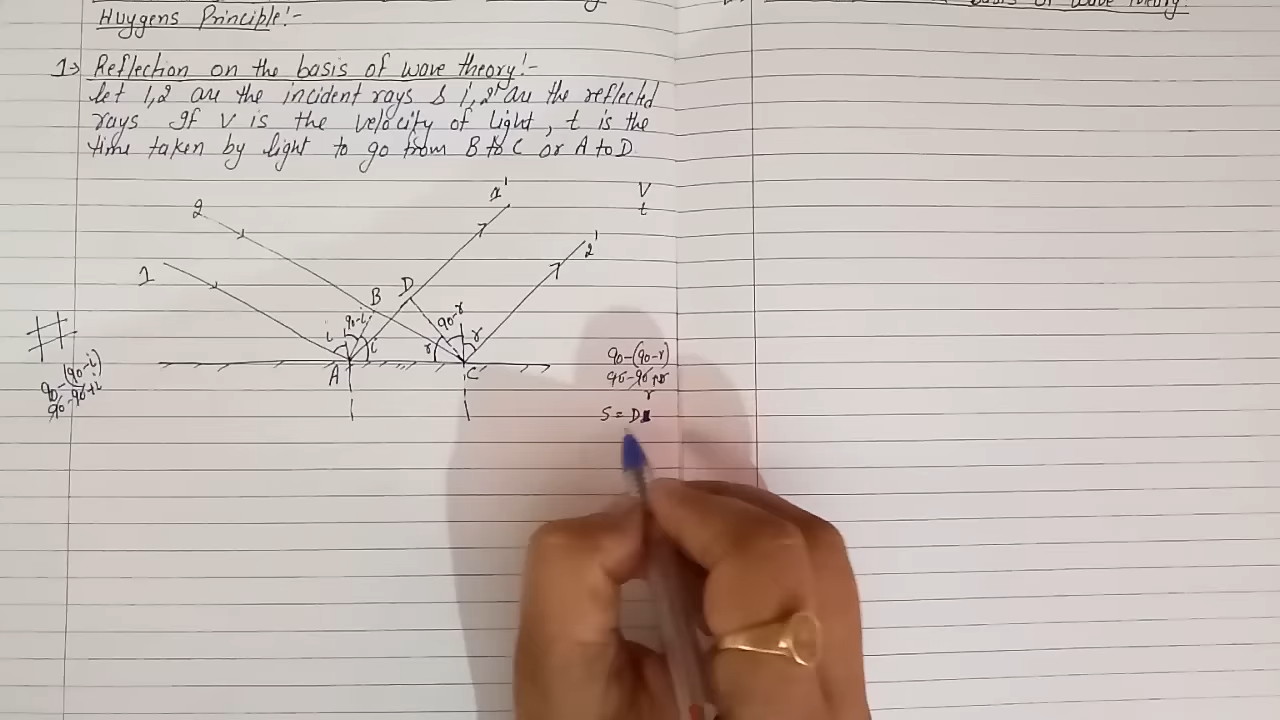 Huygens Principle:-
1→ Reflection on the basis of wave theory:-
let 1,2 are the incident rays & 1', 2' are the reflected
rays If V is the velocity of light, t is the
time taken by light to go from B to C or A to D
1'
V
2
t
2'
1
B
D
i
90-i
90-r
i
r
r
A
C
90-(90-i)
90-90+i
90-(90-r)
90-90+r
r
S = D